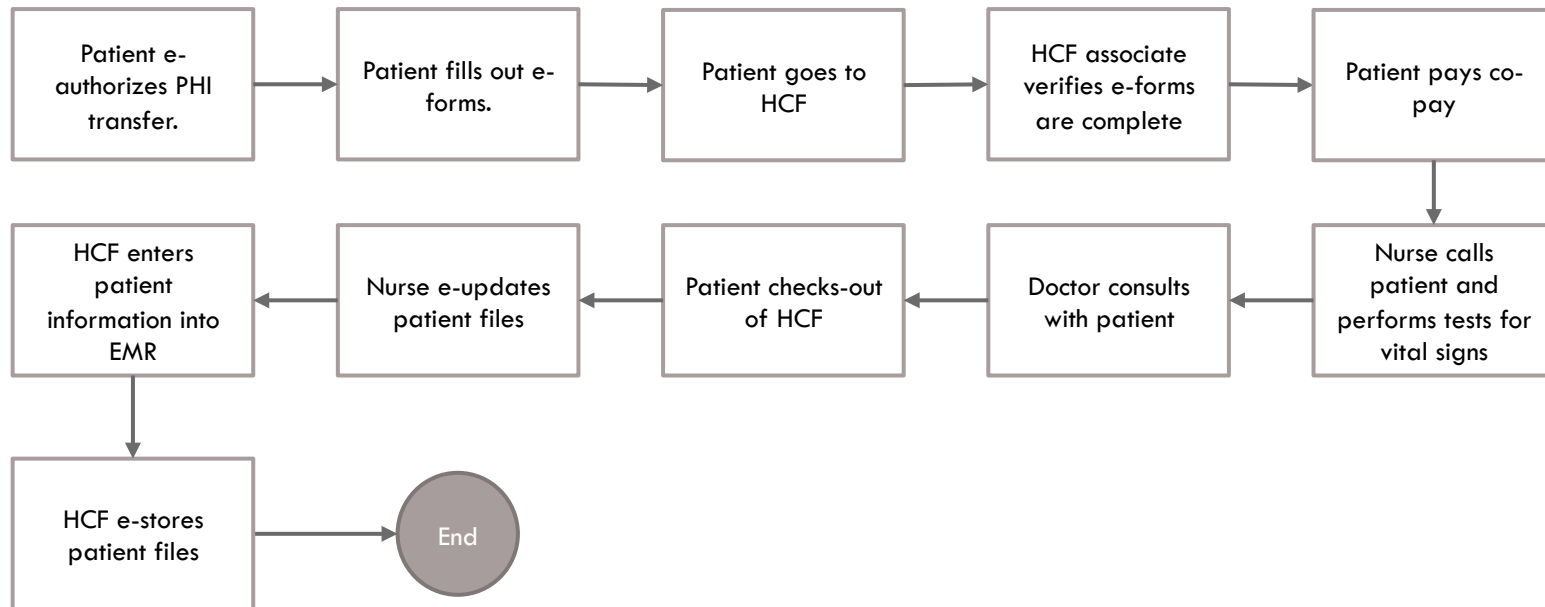 Patient e-
authorizes PHI
transfer.
Patient fills out e-
forms.
Patient goes to
HCF
HCF associate
verifies e-forms
are complete
Patient pays co-
pay
Nurse calls
patient and
performs tests for
vital signs
Doctor consults
with patient
Patient checks-out
of HCF
Nurse e-updates
patient files
HCF enters
patient
information into
EMR
HCF e-stores
patient files
End